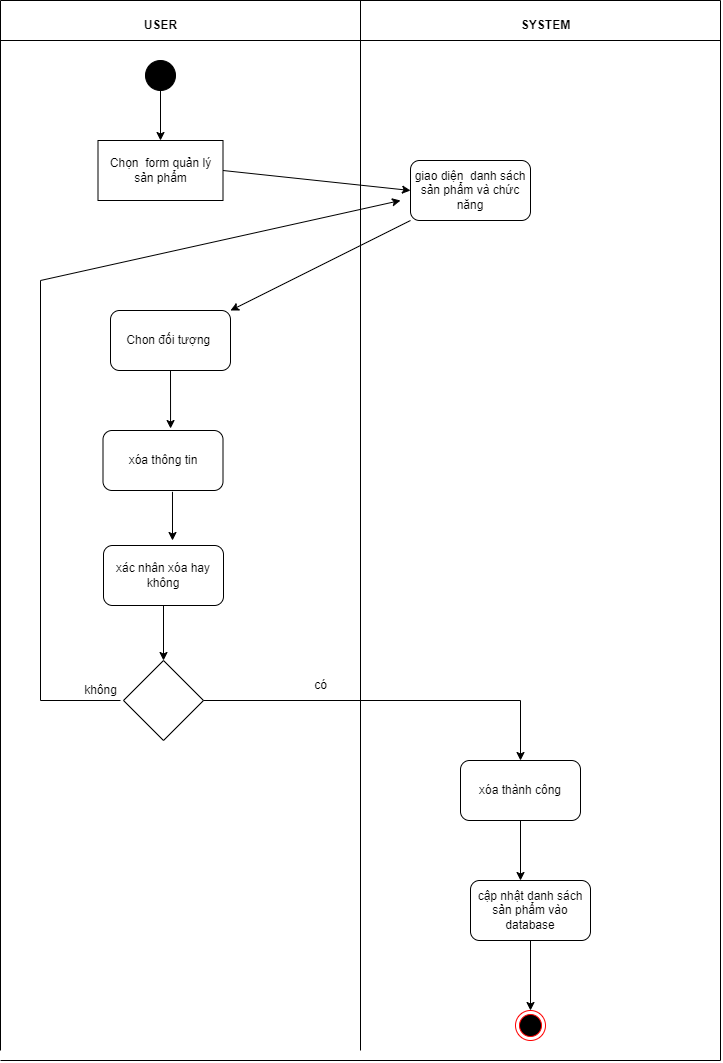 USER
SYSTEM
Chọn form quản lý
sản phẩm
giao diện danh sách
sản phẩm và chức
năng
Chon đối tượng
xóa thông tin
xác nhân xóa hay
không
không
có
xóa thành công
cập nhật danh sách
sản phẩm vào
database